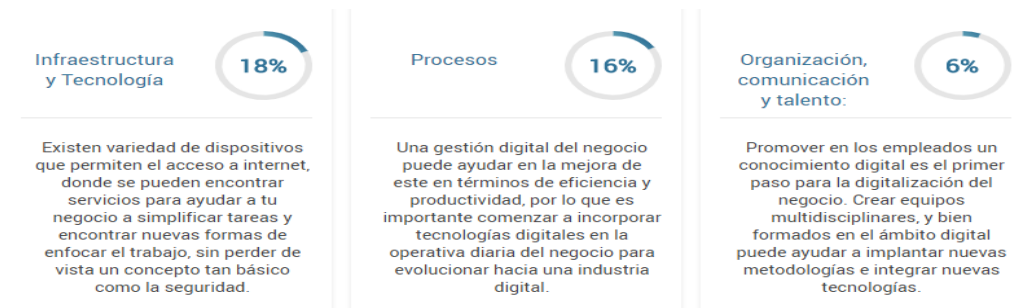 Infraestructura
y Tecnología
18%
Existen variedad de dispositivos
que permiten el acceso a internet,
donde se pueden encontrar
servicios para ayudar a tu
negocio a simplificar tareas y
encontrar nuevas formas de
enfocar el trabajo, sin perder de
vista un concepto tan básico
como la seguridad.
Procesos
16%
Una gestión digital del negocio
puede ayudar en la mejora de
este en términos de eficiencia y
productividad, por lo que es
importante comenzar a incorporar
tecnologías digitales en la
operativa diaria del negocio para
evolucionar hacia una industria
digital.
Organización,
comunicación
y talento:
6%
Promover en los empleados un
conocimiento digital es el primer
paso para la digitalización del
negocio. Crear equipos
multidisciplinares, y bien
formados en el ámbito digital
puede ayudar a implantar nuevas
metodologías e integrar nuevas
tecnologías.